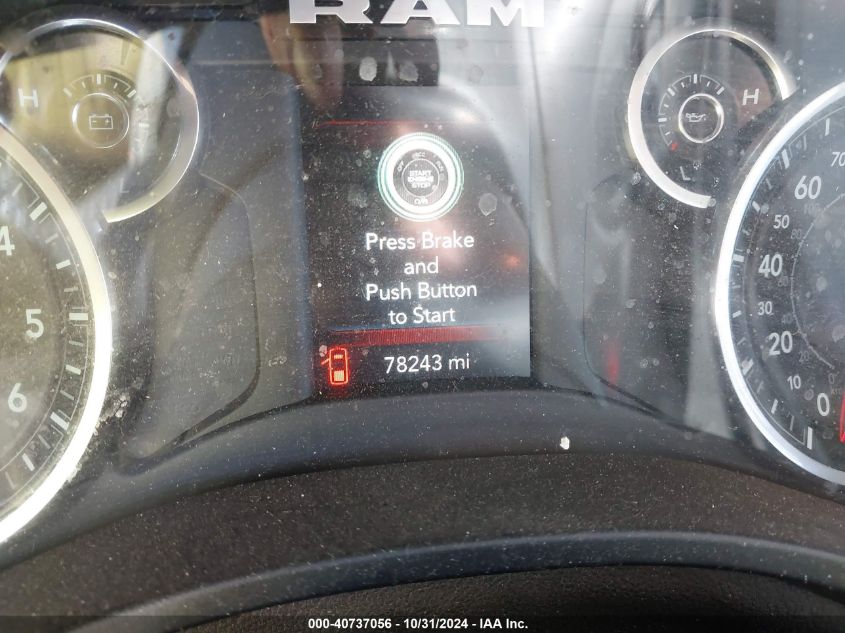 RAM
H
H
L
START
ENGINE
STOP
Press Brake
and
Push Button
to Start
78243 mi
4
5
6
70
60
50
40
30
20
10
0
000-40737056 - 10/31/2024 - IAA Inc.